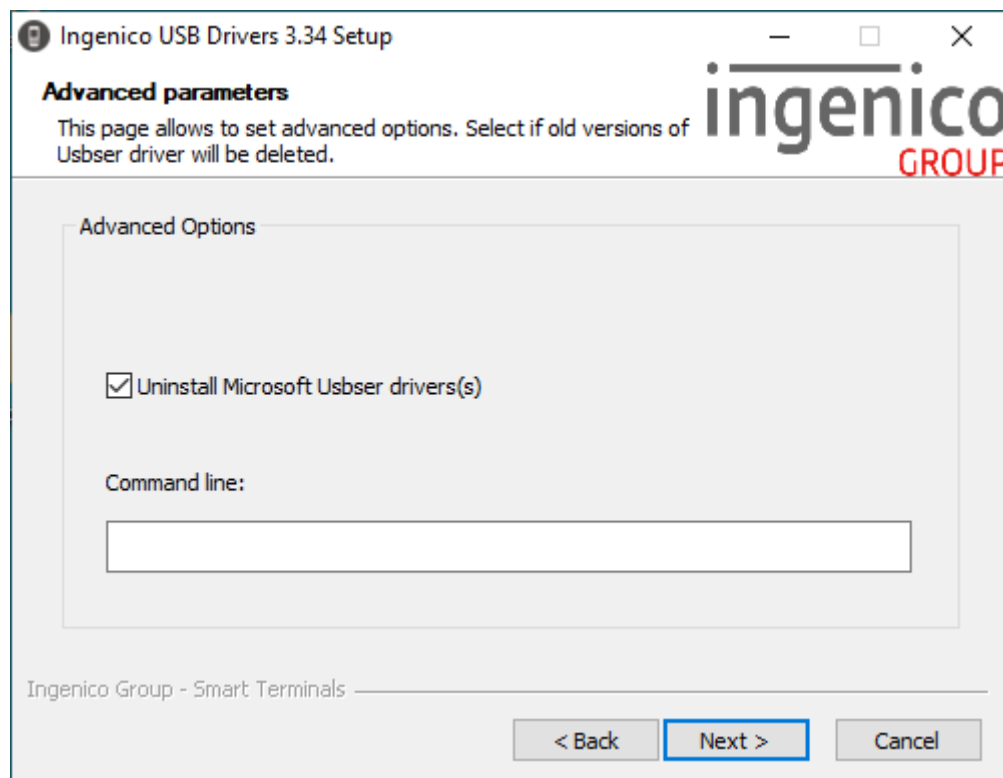 Ingenico USB Drivers 3.34 Setup
Advanced parameters
This page allows to set advanced options. Select if old versions of
Usbser driver will be deleted.
ingenico
GROUP
Advanced Options
Uninstall Microsoft Usbser drivers(s)
Command line:
Ingenico Group - Smart Terminals
< Back
Next >
Cancel